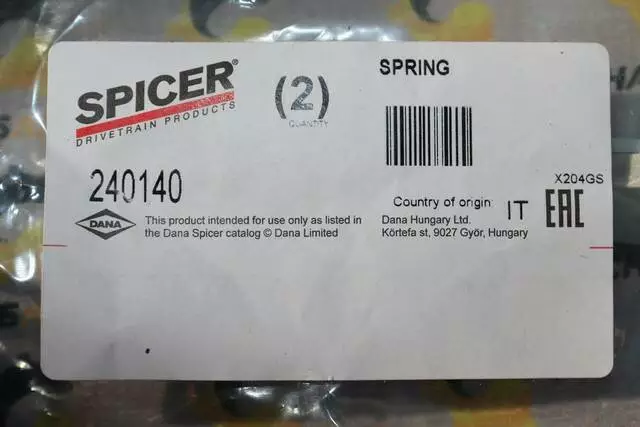 SPICER®
DRIVETRAIN PRODUCTS
(2)
QUANTITY
SPRING
240140
X204GS
Country of origin: IT
EAC
DANA
This product intended for use only as listed in
the Dana Spicer catalog © Dana Limited
Dana Hungary Ltd.
Körtefa st, 9027 Győr, Hungary